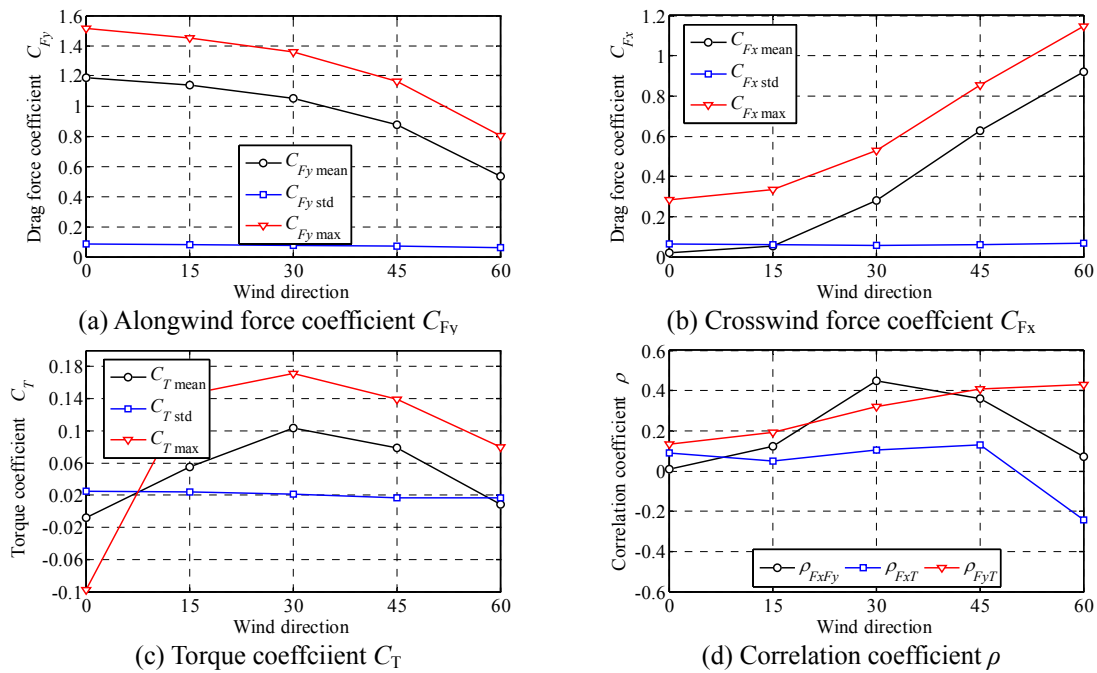 1.6
1.4
1.2
1
0.8
0.6
0.4
0.2
0
Drag force coefficient C_Fy
C_Fy mean
C_Fy std
C_Fy max
0 15 30 45 60
Wind direction
(a) Alongwind force coefficient C_Fy
1.2
1
0.8
0.6
0.4
0.2
0
Drag force coefficient C_Fx
C_Fx mean
C_Fx std
C_Fx max
0 15 30 45 60
Wind direction
(b) Crosswind force coeffcient C_Fx
0.18
0.14
0.1
0.06
0.02
-0.02
-0.06
-0.1
Torque coefficient C_T
C_T mean
C_T std
C_T max
0 15 30 45 60
Wind direction
(c) Torque coeffciient C_T
0.6
0.4
0.2
0
-0.2
-0.4
-0.6
Correlation coefficient ρ
ρ_FxFy ρ_FxT ρ_FyT
0 15 30 45 60
Wind direction
(d) Correlation coefficient ρ